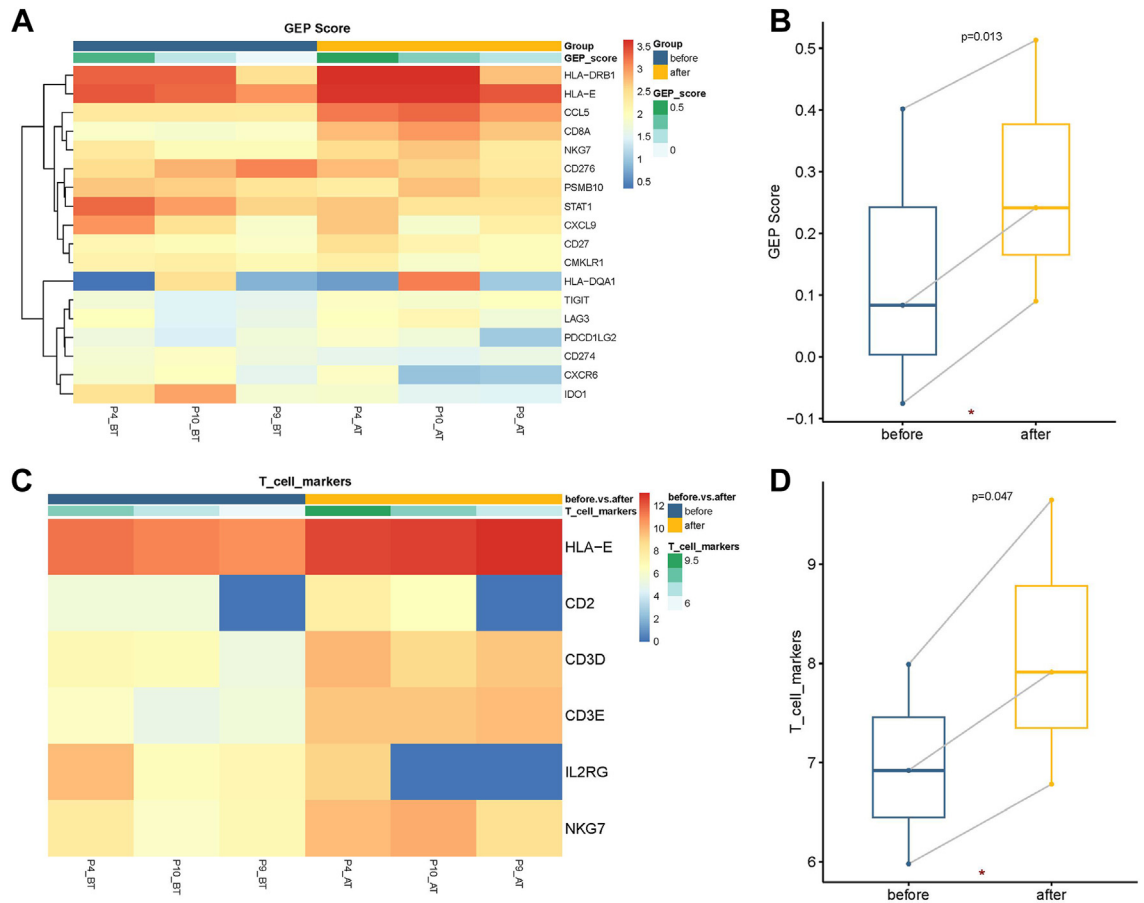 A
GEP Score
Group
GEP_score
HLA-DRB1
HLA-E
CCL5
CD8A
NKG7
CD276
PSMB10
STAT1
CXCL9
CD27
CMKLR1
HLA-DQA1
TIGIT
LAG3
PDCD1LG2
CD274
CXCR6
IDO1
P4_BT
P10_BT
P9_BT
P4_AT
P10_AT
P9_AT
3.5
3
2.5
2
1.5
1
0.5
Group
before
after
GEP_score
0.5
0
B
p=0.013
GEP Score
0.5
0.4
0.3
0.2
0.1
0.0
−0.1
before
*
after
C
T_cell_markers
before.vs.after
T_cell_markers
HLA−E
CD2
CD3D
CD3E
IL2RG
NKG7
P4_BT
P10_BT
P9_BT
P4_AT
P10_AT
P9_AT
12
10
8
6
4
2
0
before.vs.after
before
after
T_cell_markers
9.5
6
D
p=0.047
T_cell_markers
9
8
7
6
before
*
after